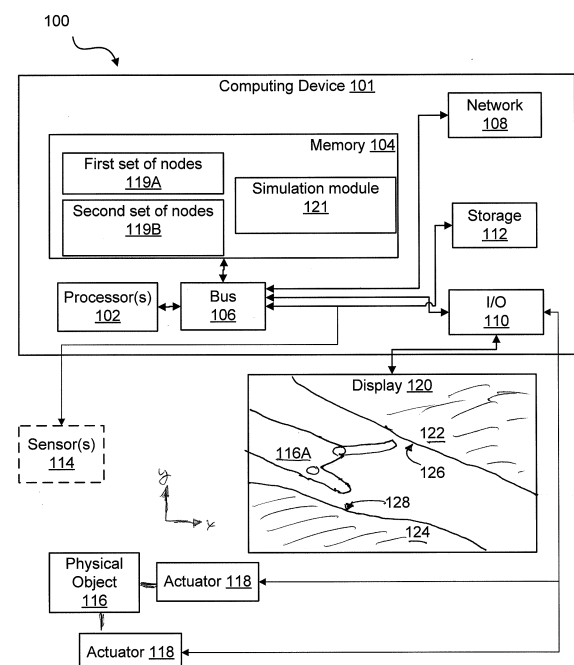 100
Computing Device 101
Network
108
Memory 104
First set of nodes
119A
Second set of nodes
119B
Simulation module
121
Storage
112
Processor(s)
102
Bus
106
I/O
110
Display 120
122
116A
126
128
124
Sensor(s)
114
y
x
Physical
Object
116
Actuator 118
Actuator 118